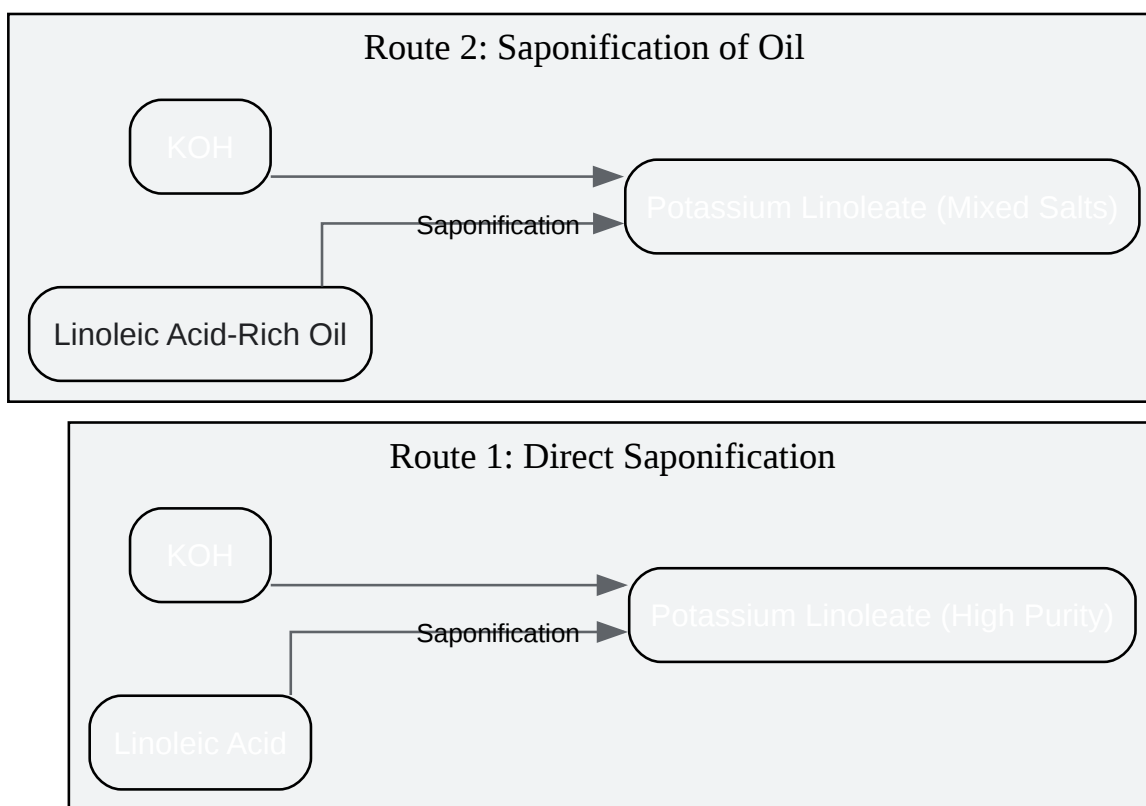 Route 2: Saponification of Oil
KOH
Potassium Linoleate (Mixed Salts)
Saponification
Linoleic Acid-Rich Oil
Route 1: Direct Saponification
KOH
Potassium Linoleate (High Purity)
Saponification
Linoleic Acid